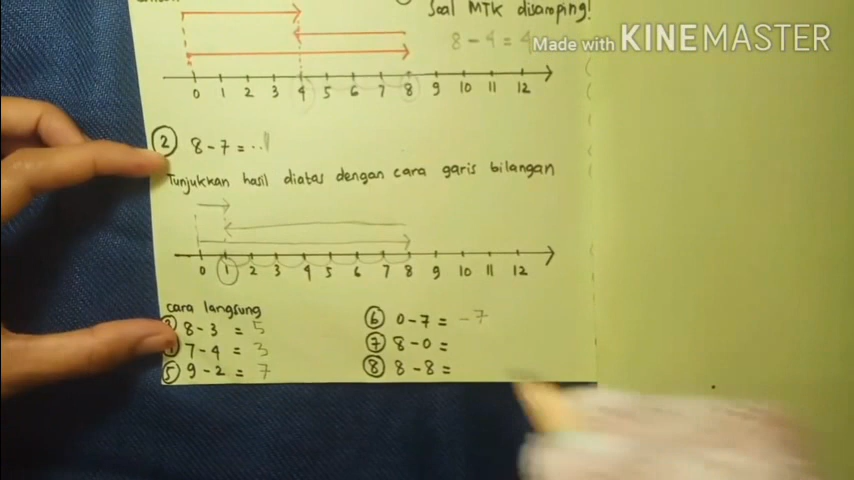 Soal MTK disamping!
8 - 4 = 4
Made with KINEMASTER
0 1 2 3 4 5 6 7 8 9 10 11 12
2 8 - 7 = ..1
Tunjukkan hasil diatas dengan cara garis bilangan
0 1 2 3 4 5 6 7 8 9 10 11 12
cara langsung
8 - 3 = 5
7 - 4 = 3
5 9 - 2 = 7
6 0 - 7 = -7
7 8 - 0 =
8 8 - 8 =